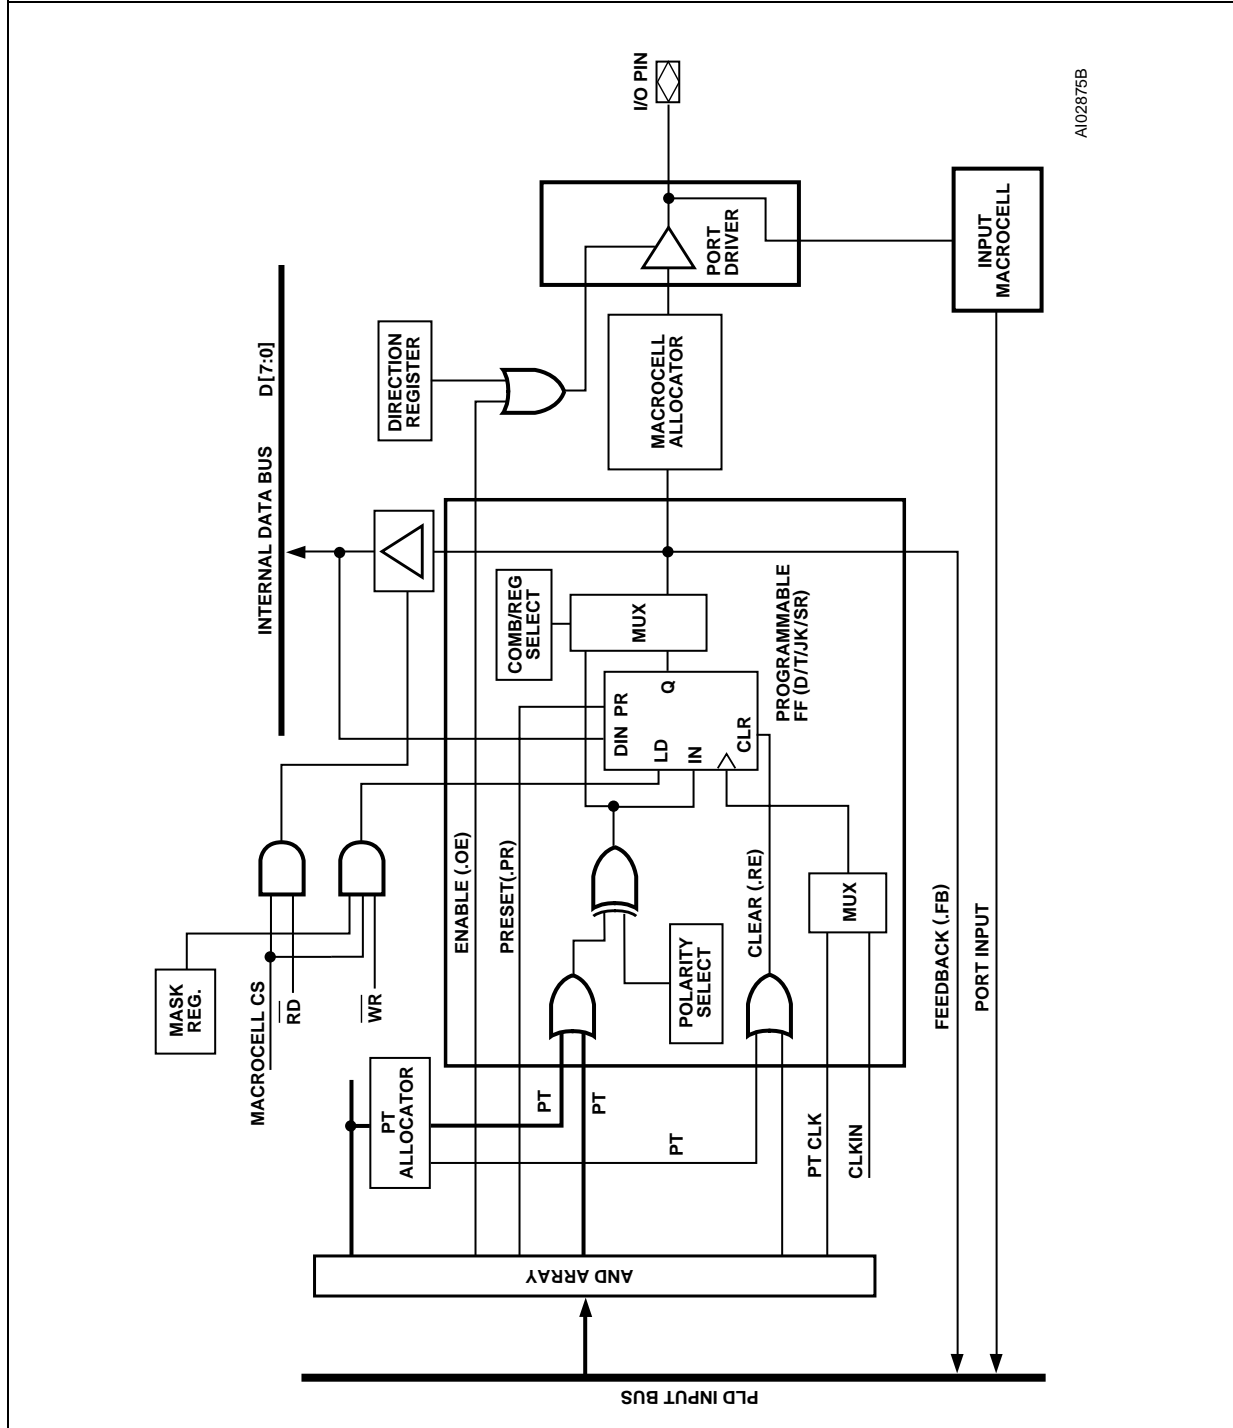 PLD INPUT BUS
AND ARRAY
PT
ALLOCATOR
PT
PT
PT
PT CLK
CLKIN
MASK
REG.
MACROCELL CS
RD
WR
ENABLE (.OE)
PRESET(.PR)
POLARITY
SELECT
CLEAR (.RE)
MUX
FEEDBACK (.FB)
PORT INPUT
INTERNAL DATA BUS
D [7:0]
COMB/REG
SELECT
MUX
DIN PR
LD
Q
IN
CLR
PROGRAMMABLE
FF (D/T/JK/SR)
DIRECTION
REGISTER
MACROCELL
ALLOCATOR
PORT
DRIVER
I/O PIN
INPUT
MACROCELL
AI02875B